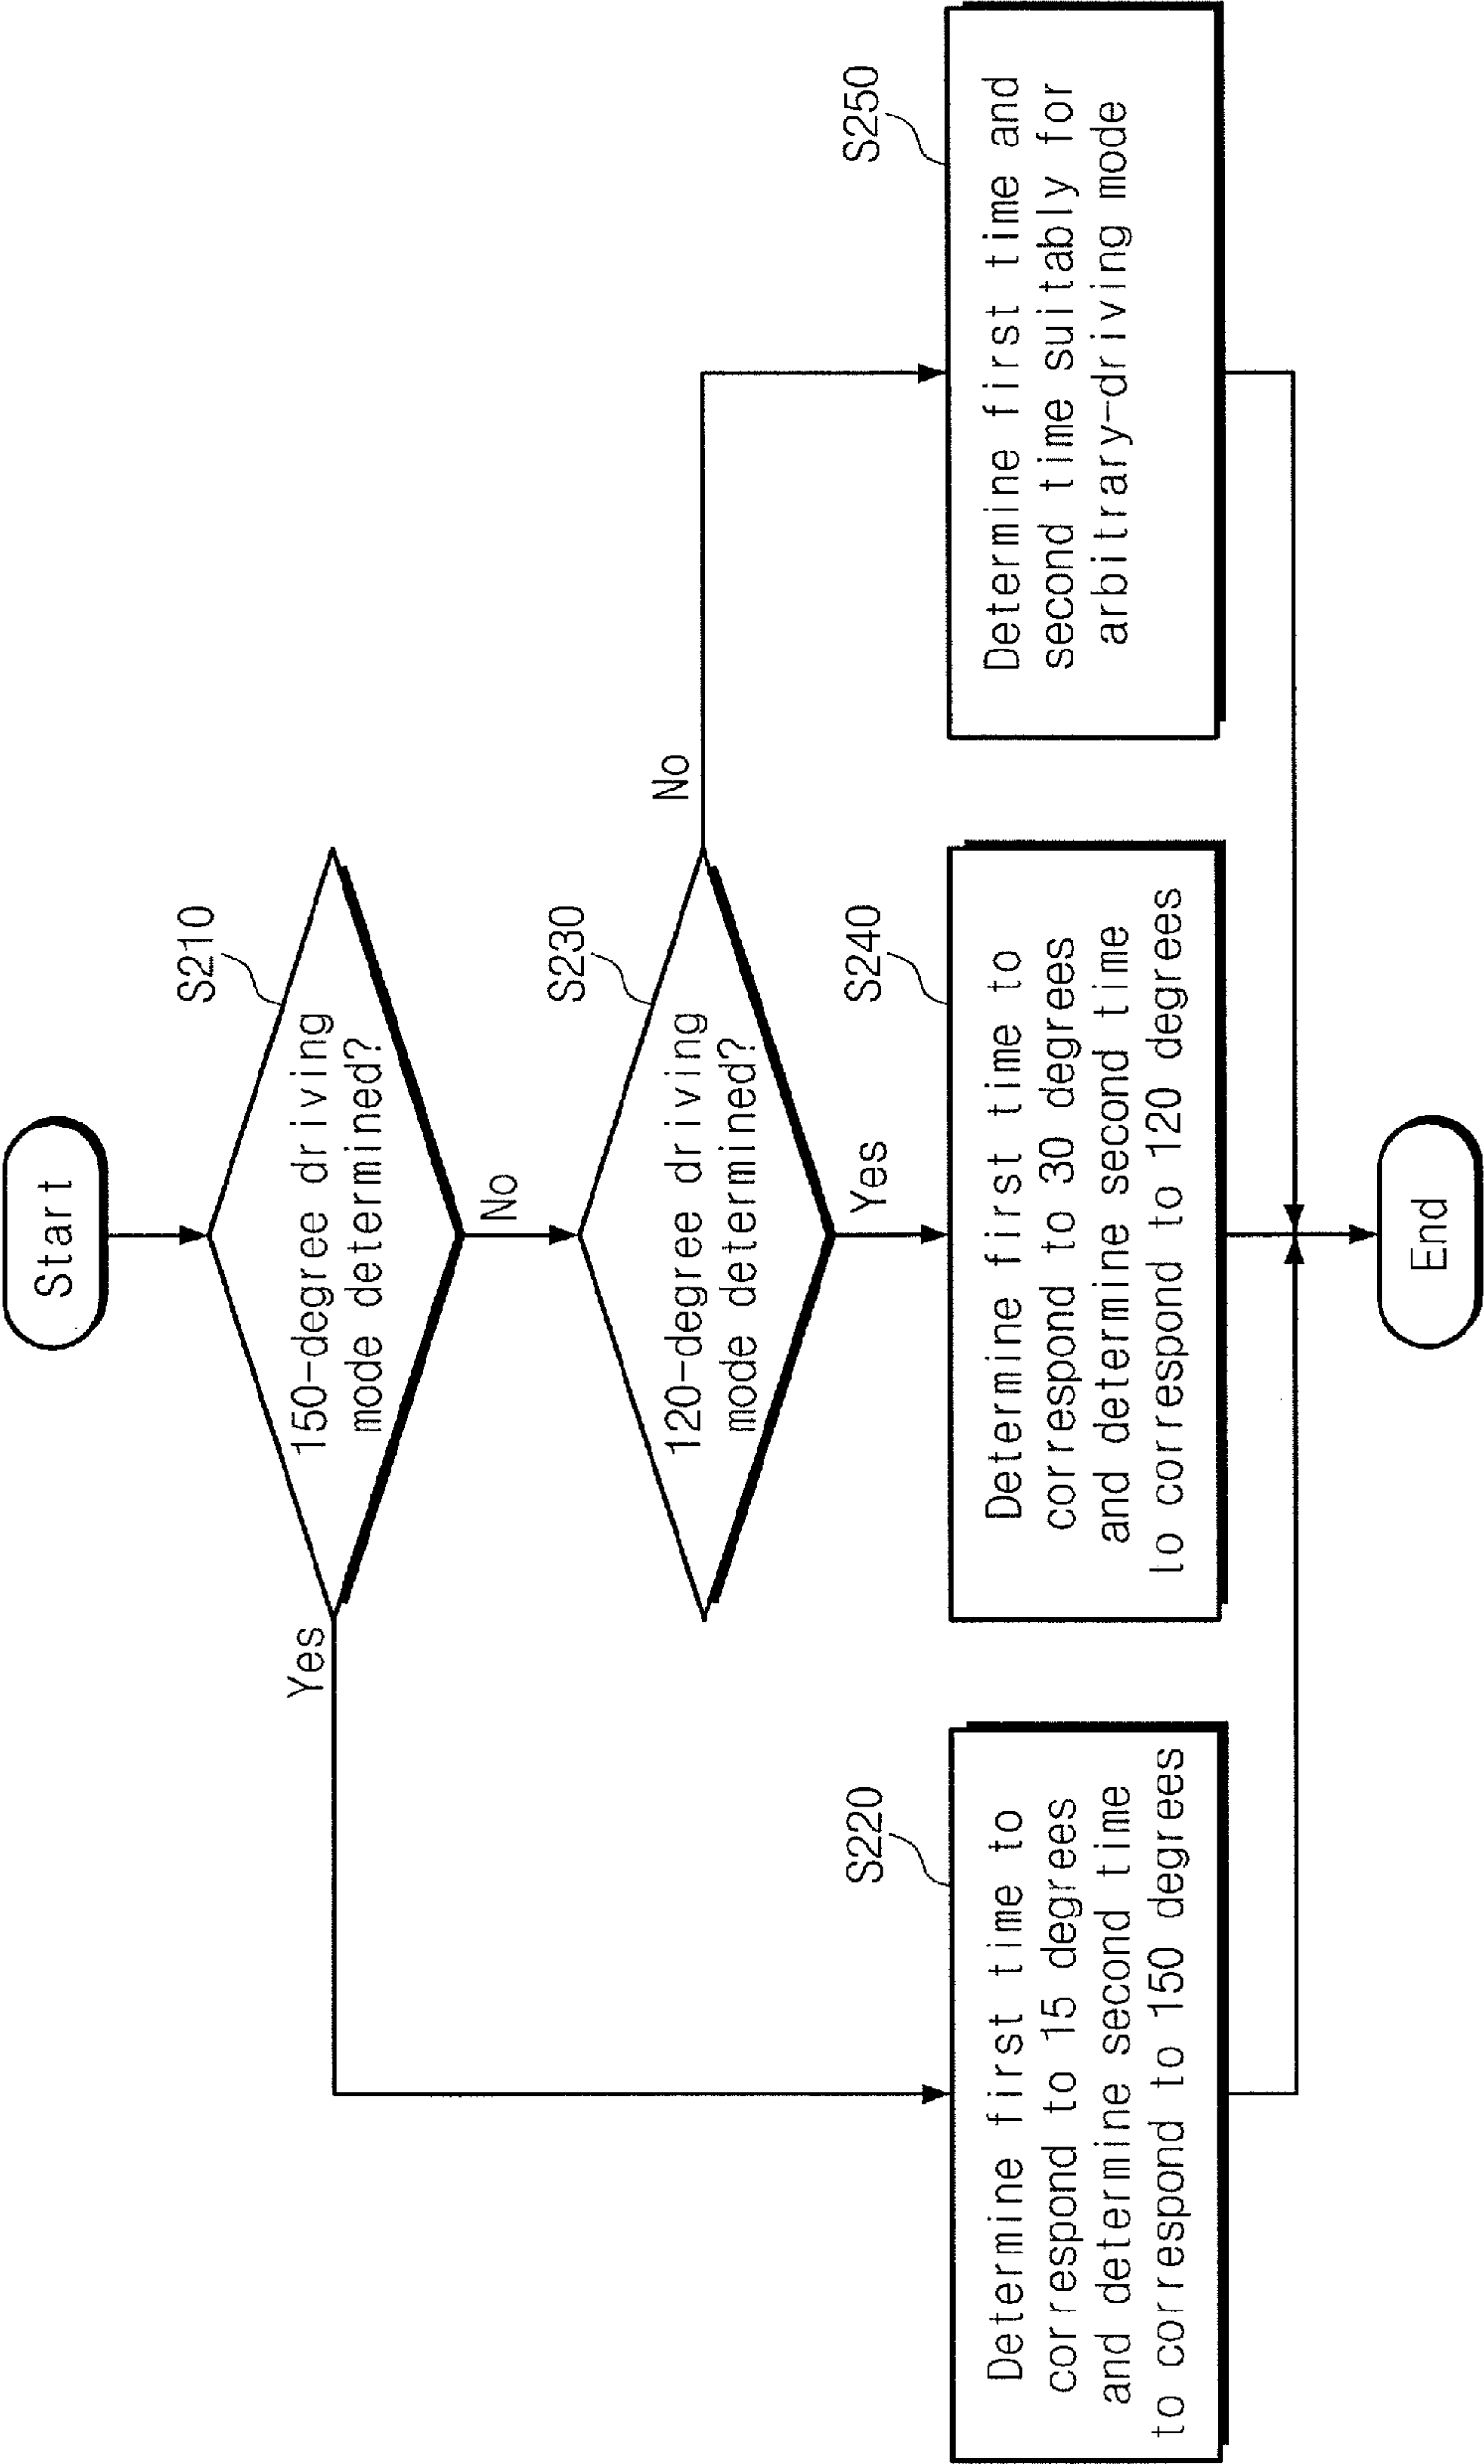 Start
S210
150-degree driving
mode determined?
Yes
No
S230
120-degree driving
mode determined?
No
Yes
S220
Determine first time to
correspond to 15 degrees
and determine second time
to correspond to 150 degrees
S240
Determine first time to
correspond to 30 degrees
and determine second time
to correspond to 120 degrees
S250
Determine first time and
second time suitably for
arbitrary-driving mode
End